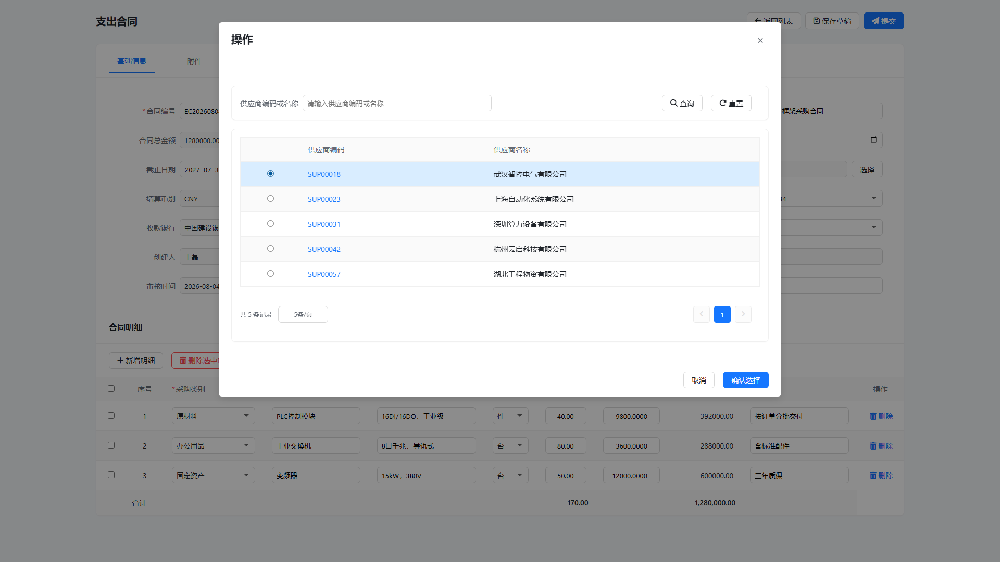 支出合同
返回列表
保存草稿
提交
操作
×
基础信息
附件
供应商编码或名称
请输入供应商编码或名称
查询
重置
*合同编号
EC2026080
框架采购合同
合同总金额
1280000.00
截止日期
2027-07-3
选择
结算币别
CNY
34
收款银行
中国建设银
创建人
王磊
审核时间
2026-08-04
供应商编码
供应商名称
SUP00018
武汉智控电气有限公司
SUP00023
上海自动化系统有限公司
SUP00031
深圳算力设备有限公司
SUP00042
杭州云启科技有限公司
SUP00057
湖北工程物资有限公司
共 5 条记录
5条/页
1
取消
确认选择
合同明细
新增明细
删除选中
序号
*采购类别
操作
1
原材料
PLC控制模块
16DI/16DO，工业级
件
40.00
9800.0000
392000.00
按订单分批交付
删除
2
办公用品
工业交换机
8口千兆，导轨式
台
80.00
3600.0000
288000.00
含标准配件
删除
3
固定资产
变频器
15kW，380V
台
50.00
12000.0000
600000.00
三年质保
删除
合计
170.00
1,280,000.00